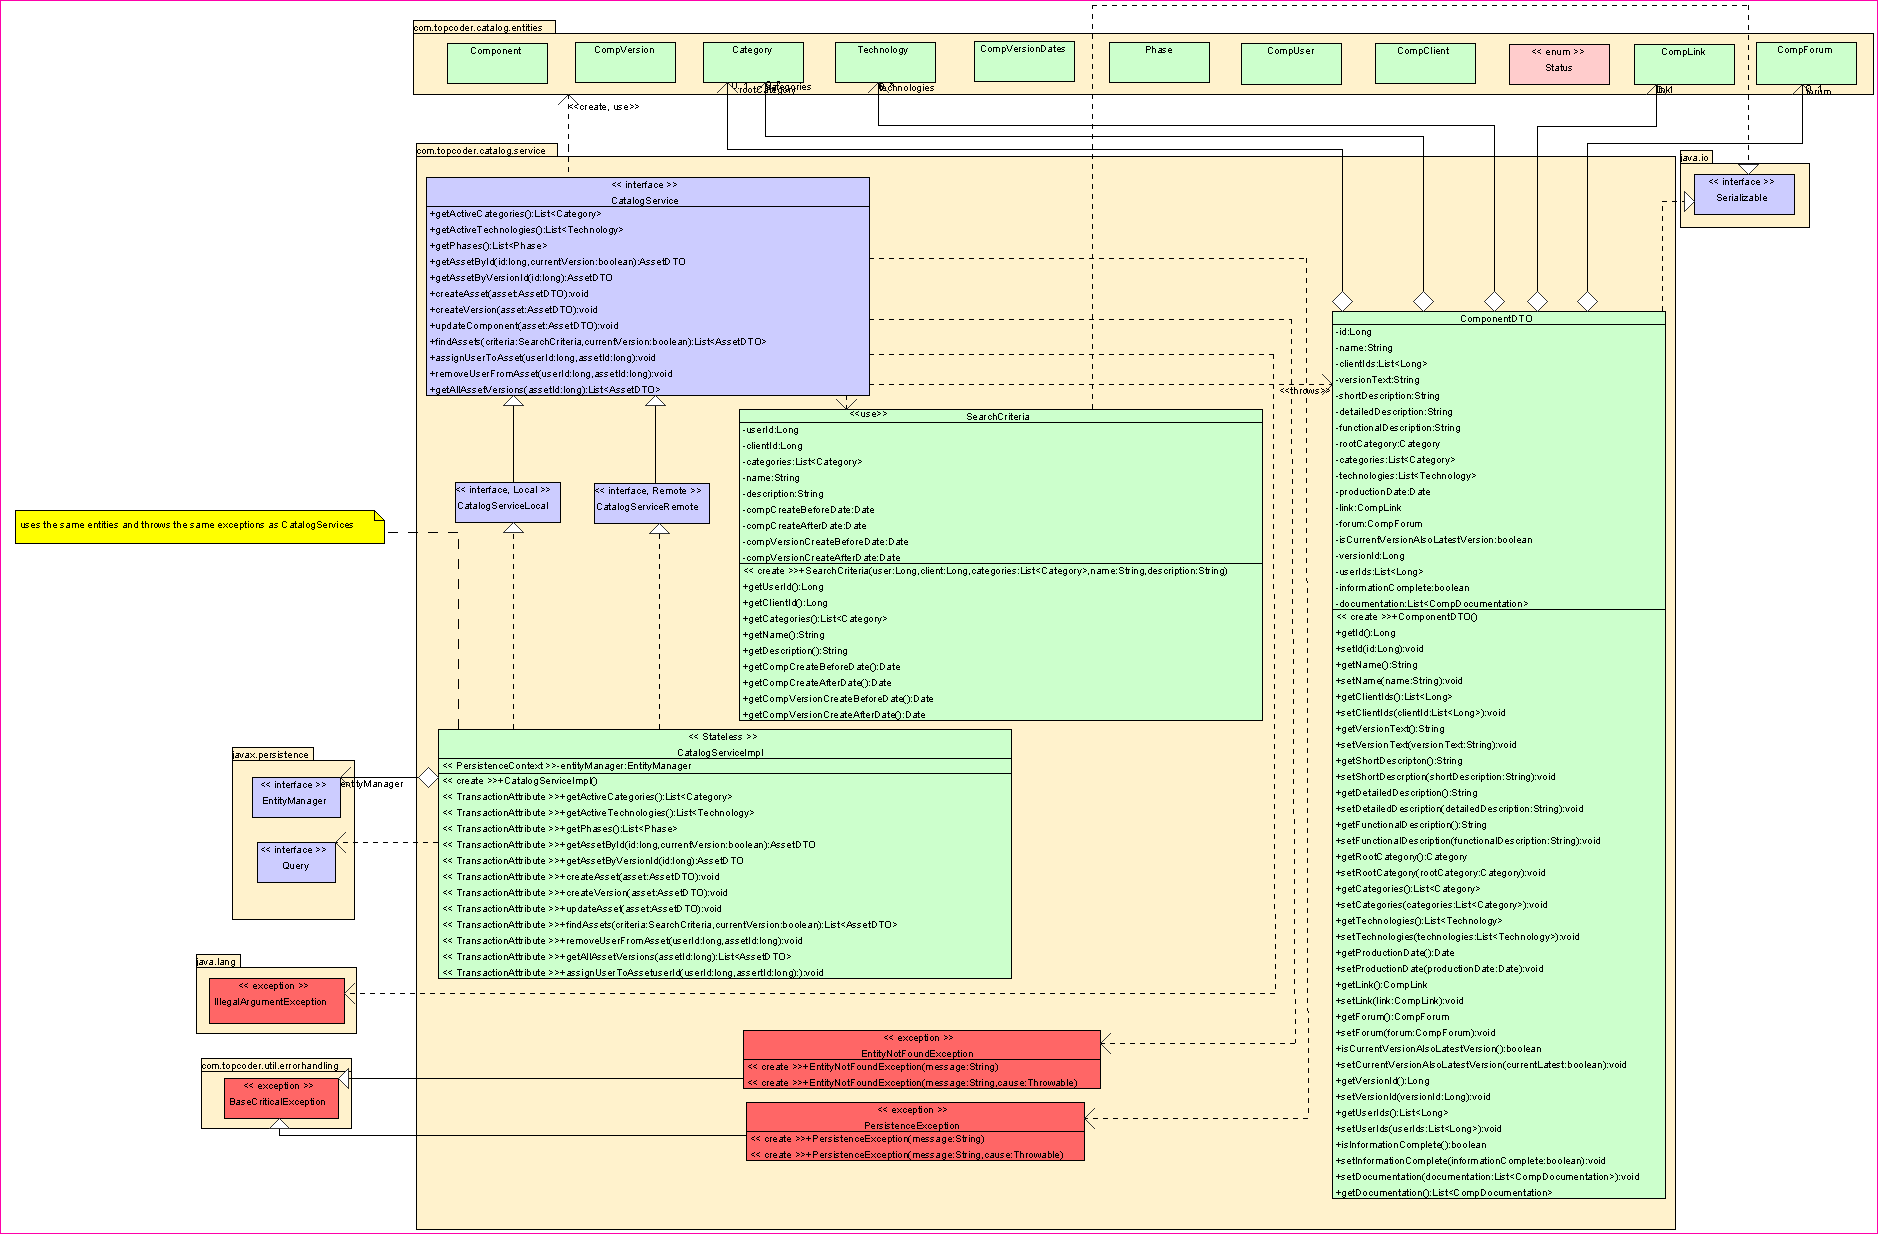 com.topcoder.catalog.entities
Component
CompVersion
Category
Technology
CompVersionDates
Phase
CompUser
CompClient
<< enum >>
Status
CompLink
CompForum
rootCategory
technologies
<<create, use>>
com.topcoder.catalog.service
java.io
<< interface >>
Serializable
<< interface >>
CatalogService
+getActiveCategories():List<Category>
+getActiveTechnologies():List<Technology>
+getPhases():List<Phase>
+getAssetById(id:long,currentVersion:boolean):AssetDTO
+getAssetByVersionId(id:long):AssetDTO
+createAsset(asset:AssetDTO):void
+createVersion(asset:AssetDTO):void
+updateComponent(asset:AssetDTO):void
+findAssets(criteria:SearchCriteria,currentVersion:boolean):List<AssetDTO>
+assignUserToAsset(userId:long,assetId:long):void
+removeUserFromAsset(userId:long,assetId:long):void
+getAllAssetVersions(assetId:long):List<AssetDTO>
<<throws>>
<<use>>
SearchCriteria
-userId:Long
-clientId:Long
-categories:List<Category>
-name:String
-description:String
-compCreateBeforeDate:Date
-compCreateAfterDate:Date
-compVersionCreateBeforeDate:Date
-compVersionCreateAfterDate:Date
<< create >>+SearchCriteria(user:Long,client:Long,categories:List<Category>,name:String,description:String)
+getUserId():Long
+getClientId():Long
+getCategories():List<Category>
+getName():String
+getDescription():String
+getCompCreateBeforeDate():Date
+getCompCreateAfterDate():Date
+getCompVersionCreateBeforeDate():Date
+getCompVersionCreateAfterDate():Date
<< interface, Local >>
CatalogServiceLocal
<< interface, Remote >>
CatalogServiceRemote
uses the same entities and throws the same exceptions as CatalogServices
ComponentDTO
-id:Long
-name:String
-clientIds:List<Long>
-versionText:String
-shortDescription:String
-detailedDescription:String
-functionalDescription:String
-rootCategory:Category
-categories:List<Category>
-technologies:List<Technology>
-productionDate:Date
-link:CompLink
-forum:CompForum
-isCurrentVersionAlsoLatestVersion:boolean
-versionId:Long
-userIds:List<Long>
-informationComplete:boolean
-documentation:List<CompDocumentation>
<< create >>+ComponentDTO()
+getId():Long
+setId(id:Long):void
+getName():String
+setName(name:String):void
+getClientIds():List<Long>
+setClientIds(clientId:List<Long>):void
+getVersionText():String
+setVersionText(versionText:String):void
+getShortDescripton():String
+setShortDescrption(shortDescription:String):void
+getDetailedDescription():String
+setDetailedDescription(detailedDescription:String):void
+getFunctionalDescription():String
+setFunctionalDescription(functionalDescription:String):void
+getRootCategory():Category
+setRootCategory(rootCategory:Category):void
+getCategories():List<Category>
+setCategories(categories:List<Category>):void
+getTechnologies():List<Technology>
+setTechnologies(technologies:List<Technology>):void
+getProductionDate():Date
+setProductionDate(productionDate:Date):void
+getLink():CompLink
+setLink(link:CompLink):void
+getForum():CompForum
+setForum(forum:CompForum):void
+isCurrentVersionAlsoLatestVersion():boolean
+setCurrentVersionAlsoLatestVersion(currentLatest:boolean):void
+getVersionId():Long
+setVersionId(versionId:Long):void
+getUserIds():List<Long>
+setUserIds(userIds:List<Long>):void
+isInformationComplete():boolean
+setInformationComplete(informationComplete:boolean):void
+setDocumentation(documentation:List<CompDocumentation>):void
+getDocumentation():List<CompDocumentation>
<< Stateless >>
CatalogServiceImpl
<< PersistenceContext >>-entityManager:EntityManager
<< create >>+CatalogServiceImpl()
<< TransactionAttribute >>+getActiveCategories():List<Category>
<< TransactionAttribute >>+getActiveTechnologies():List<Technology>
<< TransactionAttribute >>+getPhases():List<Phase>
<< TransactionAttribute >>+getAssetById(id:long,currentVersion:boolean):AssetDTO
<< TransactionAttribute >>+getAssetByVersionId(id:long):AssetDTO
<< TransactionAttribute >>+createAsset(asset:AssetDTO):void
<< TransactionAttribute >>+createVersion(asset:AssetDTO):void
<< TransactionAttribute >>+updateAsset(asset:AssetDTO):void
<< TransactionAttribute >>+findAssets(criteria:SearchCriteria,currentVersion:boolean):List<AssetDTO>
<< TransactionAttribute >>+removeUserFromAsset(userId:long,assetId:long):void
<< TransactionAttribute >>+getAllAssetVersions(assetId:long):List<AssetDTO>
<< TransactionAttribute >>+assignUserToAssetuserId(userId:long,assertId:long):):void
javax.persistence
<< interface >>
EntityManager
entityManager
<< interface >>
Query
java.lang
<< exception >>
IllegalArgumentException
com.topcoder.util.errorhandling
<< exception >>
BaseCriticalException
<< exception >>
EntityNotFoundException
<< create >>+EntityNotFoundException(message:String)
<< create >>+EntityNotFoundException(message:String,cause:Throwable)
<< exception >>
PersistenceException
<< create >>+PersistenceException(message:String)
<< create >>+PersistenceException(message:String,cause:Throwable)